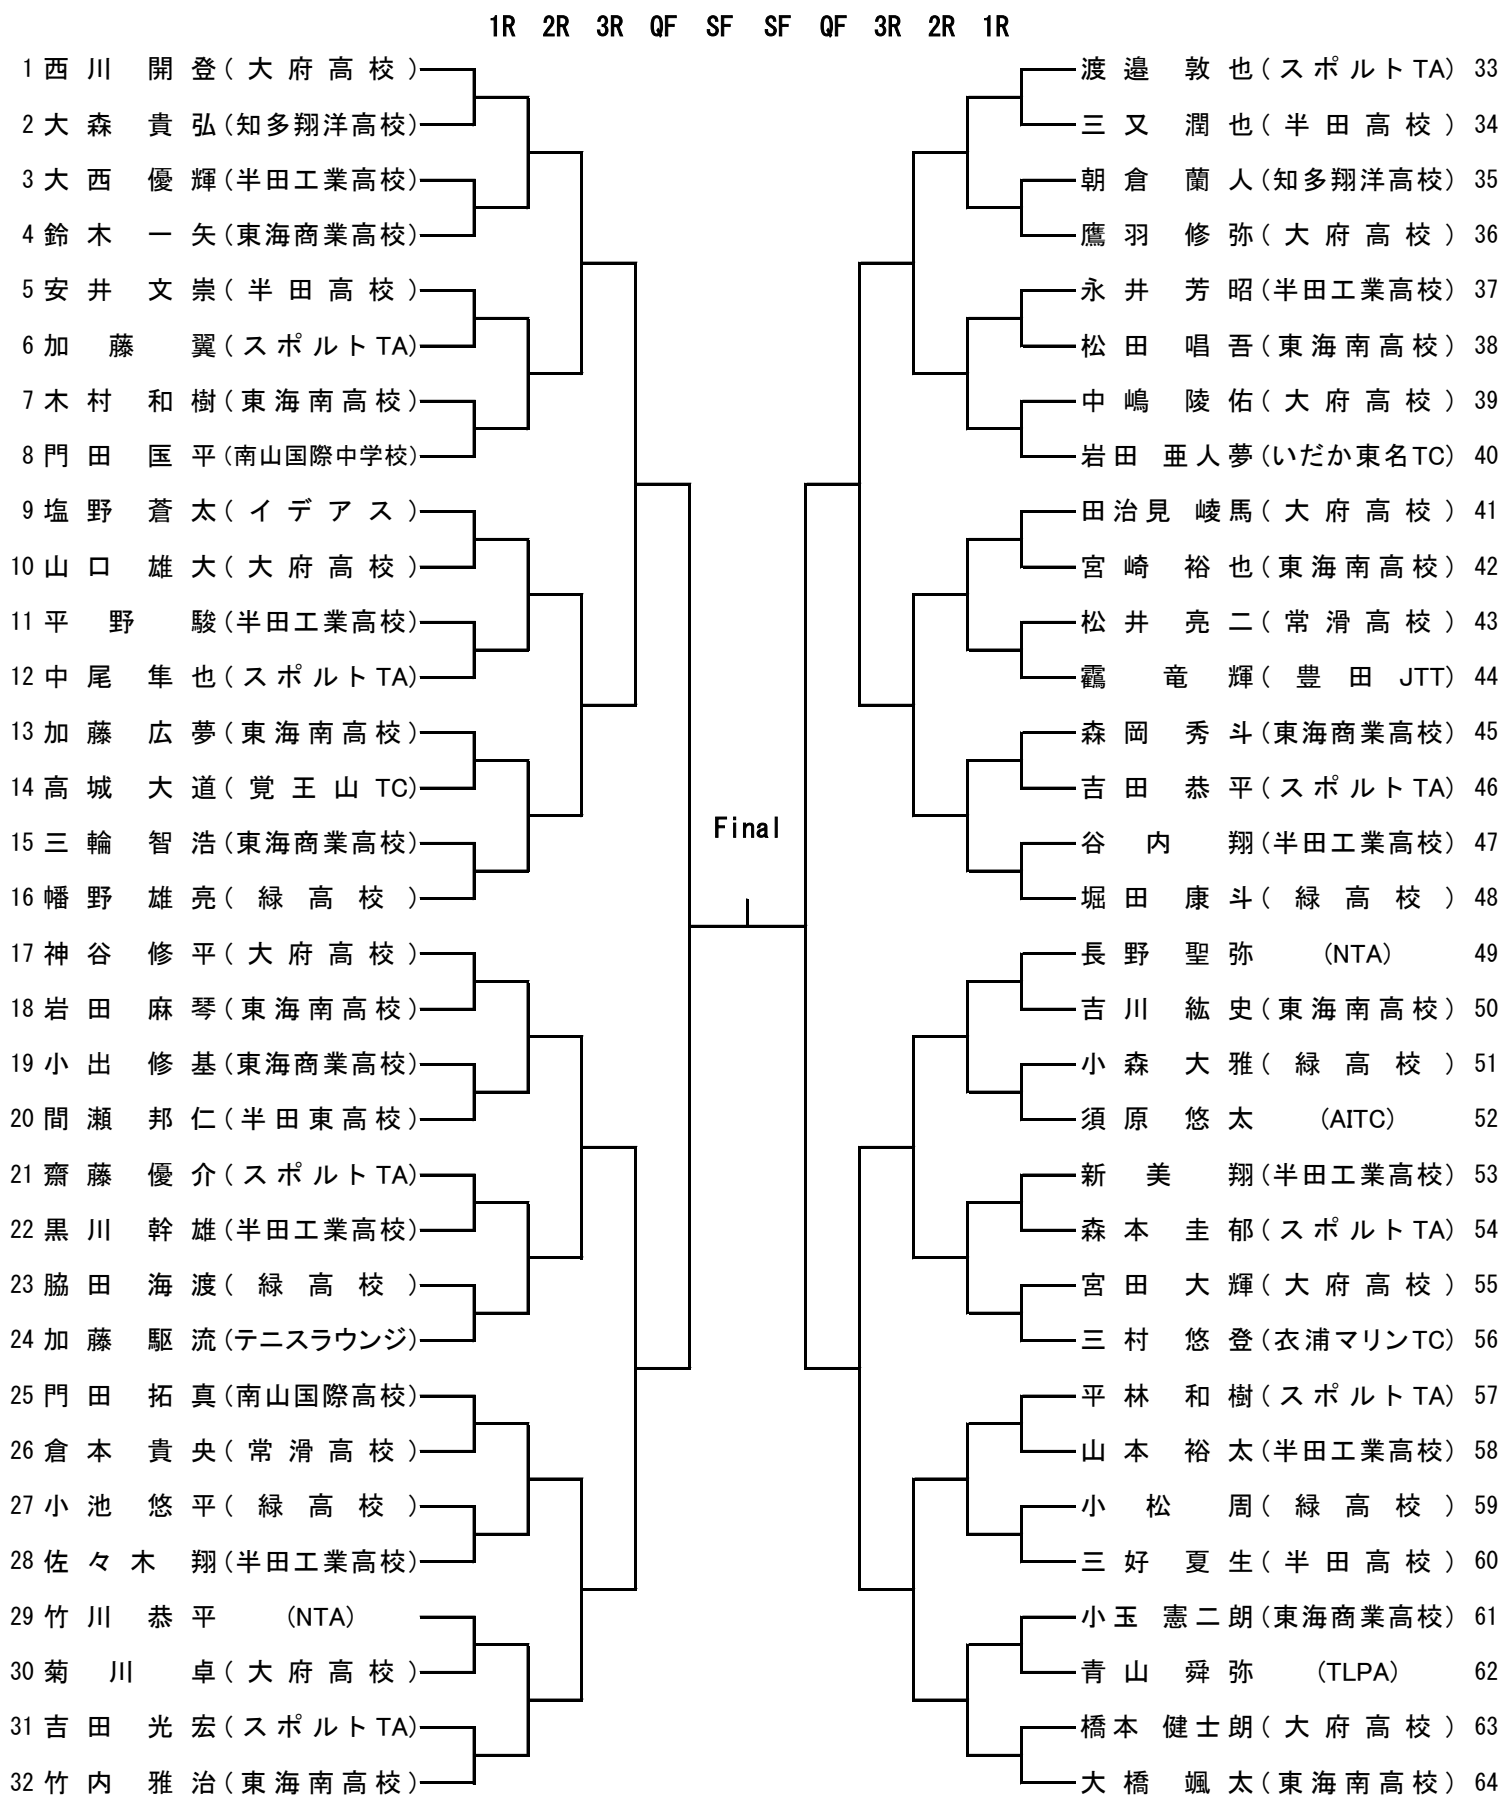 1R 2R 3R QF SF SF QF 3R 2R 1R
1 西川 開登(大府高校) 渡邉 敦也(スポルトTA) 33
2 大森 貴弘(知多翔洋高校) 三又 潤也(半田高校) 34
3 大西 優輝(半田工業高校) 朝倉 蘭人(知多翔洋高校) 35
4 鈴木 一矢(東海商業高校) 鷹羽 修弥(大府高校) 36
5 安井 文崇(半田高校) 永井 芳昭(半田工業高校) 37
6 加藤 翼(スポルトTA) 松田 唱吾(東海南高校) 38
7 木村 和樹(東海南高校) 中嶋 陵佑(大府高校) 39
8 門田 匡平(南山国際中学校) 岩田 亜人夢(いだか東名TC) 40
9 塩野 蒼太(イデアス) 田治見 崚馬(大府高校) 41
10 山口 雄大(大府高校) 宮崎 裕也(東海南高校) 42
11 平野 駿(半田工業高校) 松井 亮二(常滑高校) 43
12 中尾 隼也(スポルトTA) 靍 竜輝(豊田JTT) 44
13 加藤 広夢(東海南高校) 森岡 秀斗(東海商業高校) 45
14 高城 大道(覚王山TC) 吉田 恭平(スポルトTA) 46
Final
15 三輪 智浩(東海商業高校) 谷内 翔(半田工業高校) 47
16 幡野 雄亮(緑高校) 堀田 康斗(緑高校) 48
17 神谷 修平(大府高校) 長野 聖弥 (NTA) 49
18 岩田 麻琴(東海南高校) 吉川 紘史(東海南高校) 50
19 小出 修基(東海商業高校) 小森 大雅(緑高校) 51
20 間瀬 邦仁(半田東高校) 須原 悠太 (AITC) 52
21 齋藤 優介(スポルトTA) 新美 翔(半田工業高校) 53
22 黒川 幹雄(半田工業高校) 森本 圭郁(スポルトTA) 54
23 脇田 海渡(緑高校) 宮田 大輝(大府高校) 55
24 加藤 駆流(テニスラウンジ) 三村 悠登(衣浦マリンTC) 56
25 門田 拓真(南山国際高校) 平林 和樹(スポルトTA) 57
26 倉本 貴央(常滑高校) 山本 裕太(半田工業高校) 58
27 小池 悠平(緑高校) 小松 周(緑高校) 59
28 佐々木 翔(半田工業高校) 三好 夏生(半田高校) 60
29 竹川 恭平 (NTA) 小玉 憲二朗(東海商業高校) 61
30 菊川 卓(大府高校) 青山 舜弥 (TLPA) 62
31 吉田 光宏(スポルトTA) 橋本 健士朗(大府高校) 63
32 竹内 雅治(東海南高校) 大橋 颯太(東海南高校) 64